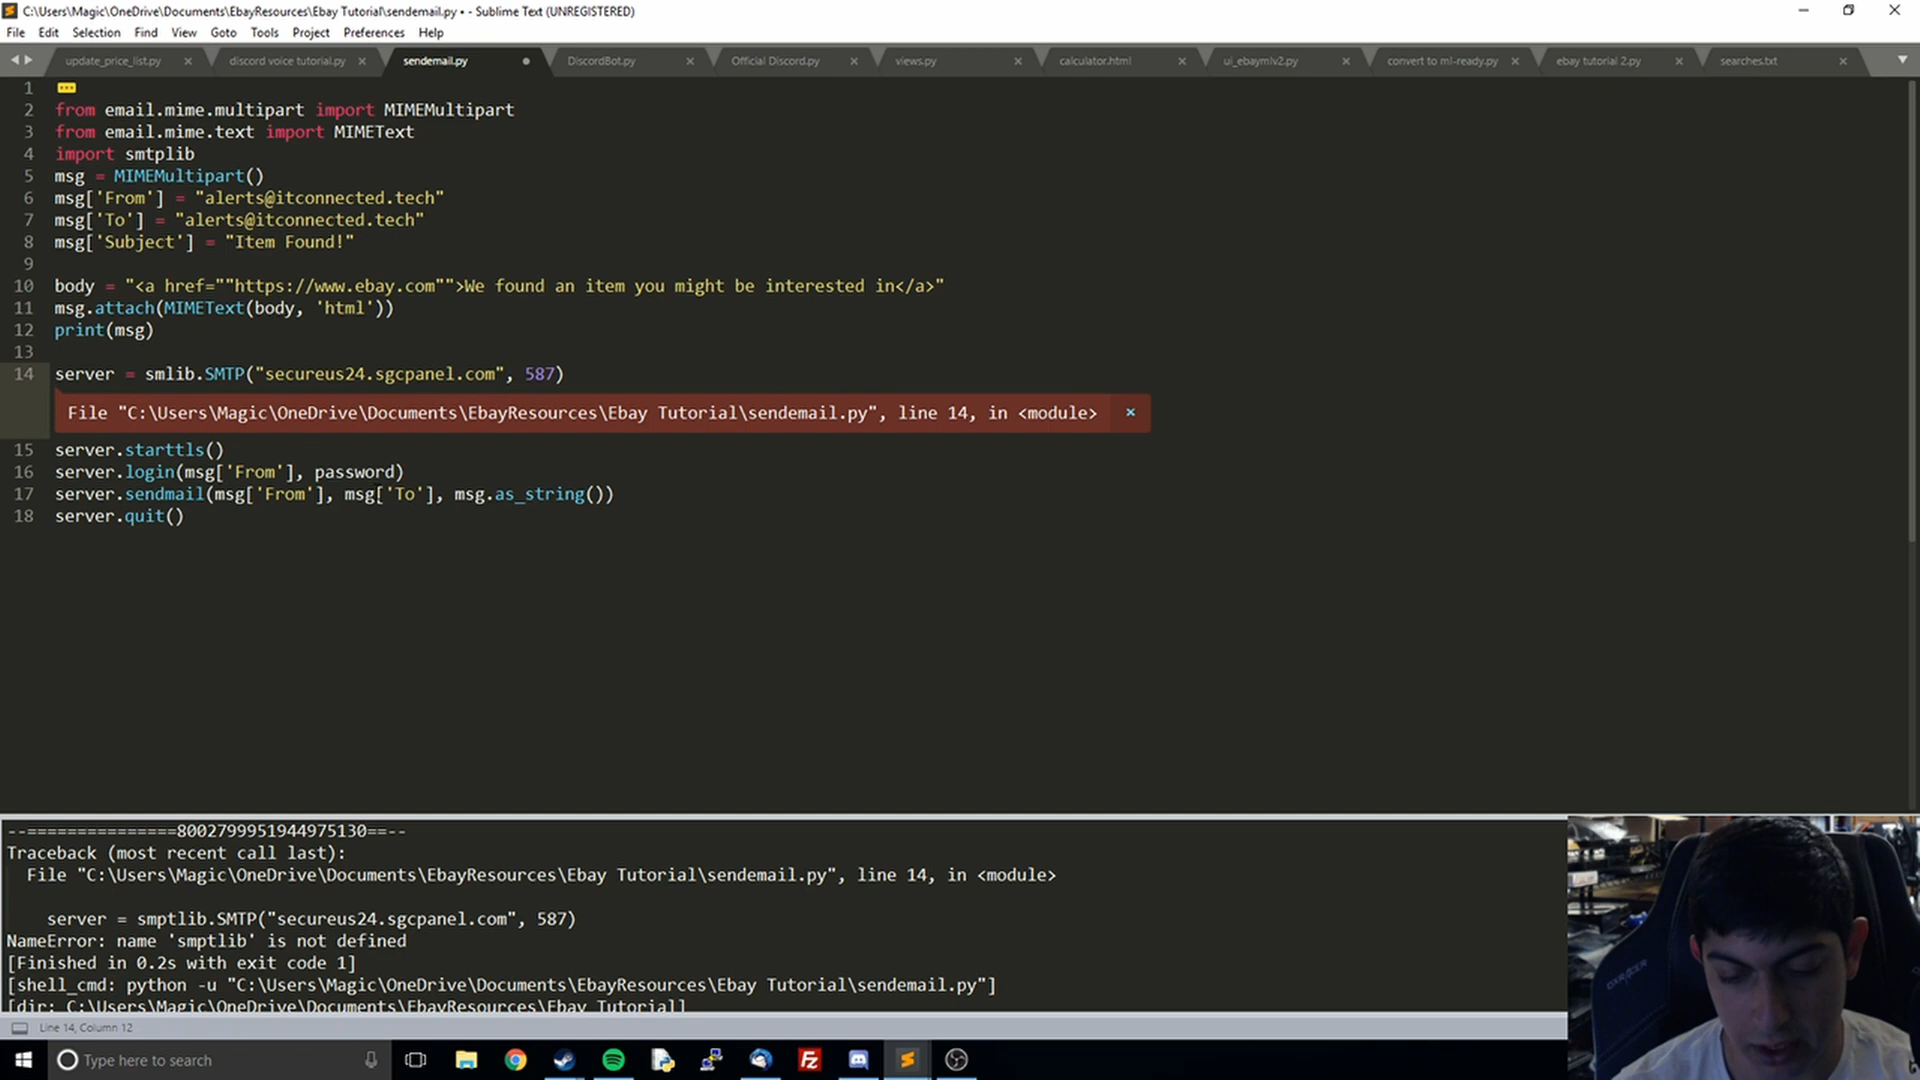 C:\Users\Magic\OneDrive\Documents\EbayResources\Ebay Tutorial\sendemail.py • - Sublime Text (UNREGISTERED)
File Edit Selection Find View Goto Tools Project Preferences Help
update_price_list.py discord voice tutorial.py sendemail.py DiscordBot.py Official Discord.py views.py calculator.html ui_ebaymlv2.py convert to ml-ready.py ebay tutorial 2.py searches.txt
1
2 from email.mime.multipart import MIMEMultipart
3 from email.mime.text import MIMEText
4 import smtplib
5 msg = MIMEMultipart()
6 msg['From'] = "alerts@itconnected.tech"
7 msg['To'] = "alerts@itconnected.tech"
8 msg['Subject'] = "Item Found!"
9
10 body = "<a href=""https://www.ebay.com"">We found an item you might be interested in</a>"
11 msg.attach(MIMEText(body, 'html'))
12 print(msg)
13
14 server = smlib.SMTP("secureus24.sgcpanel.com", 587)
File "C:\Users\Magic\OneDrive\Documents\EbayResources\Ebay Tutorial\sendemail.py", line 14, in <module> ×
15 server.starttls()
16 server.login(msg['From'], password)
17 server.sendmail(msg['From'], msg['To'], msg.as_string())
18 server.quit()
--===============8002799951944975130==--
Traceback (most recent call last):
File "C:\Users\Magic\OneDrive\Documents\EbayResources\Ebay Tutorial\sendemail.py", line 14, in <module>
server = smptlib.SMTP("secureus24.sgcpanel.com", 587)
NameError: name 'smptlib' is not defined
[Finished in 0.2s with exit code 1]
[shell_cmd: python -u "C:\Users\Magic\OneDrive\Documents\EbayResources\Ebay Tutorial\sendemail.py"]
[dir: C:\Users\Magic\OneDrive\Documents\EbayResources\Ebay Tutorial]
Line 14, Column 12
Type here to search
DXRACER